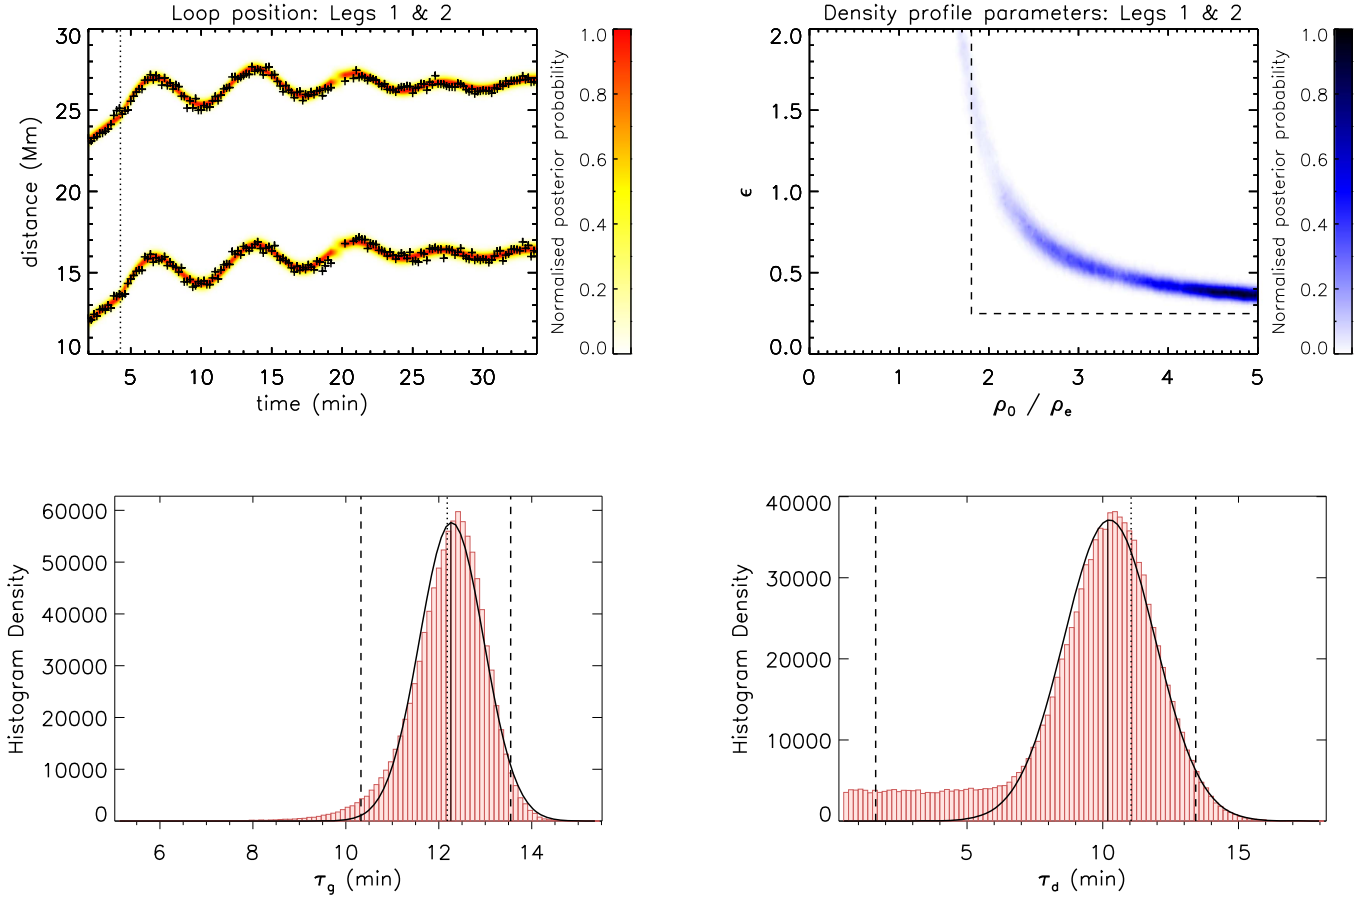 Loop position: Legs 1 & 2
30
25
20
15
10
distance (Mm)
5 10 15 20 25 30
time (min)
1.0
0.8
0.6
0.4
0.2
0.0
Normalised posterior probability
Density profile parameters: Legs 1 & 2
2.0
1.5
1.0
0.5
0.0
ϵ
0 1 2 3 4 5
ρ₀ / ρₑ
1.0
0.8
0.6
0.4
0.2
0.0
Normalised posterior probability
60000
50000
40000
30000
20000
10000
0
Histogram Density
6 8 10 12 14
τg (min)
40000
30000
20000
10000
0
Histogram Density
5 10 15
τd (min)